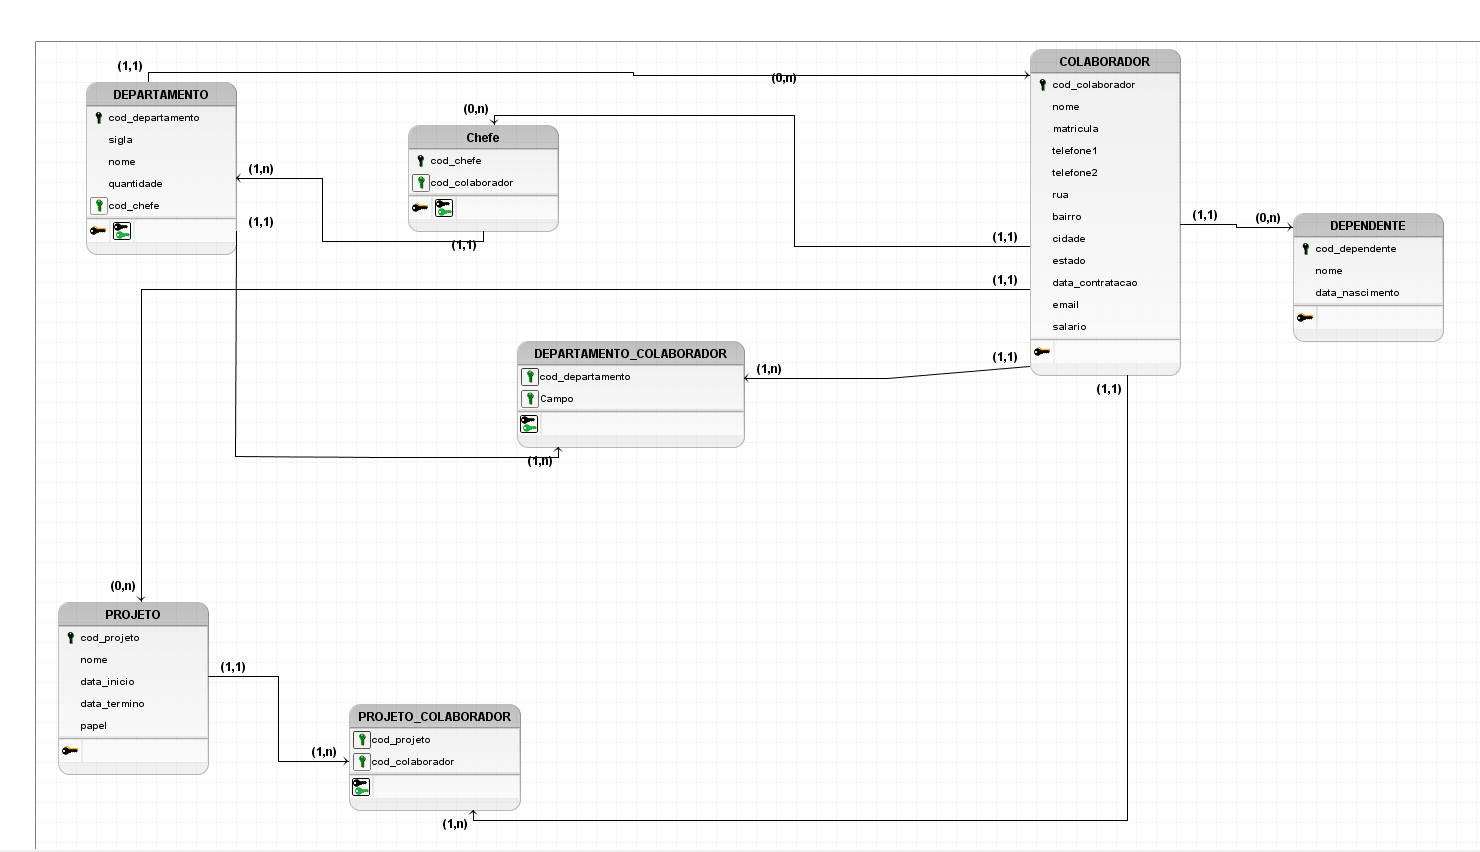 (1,1)
(0,n)
DEPARTAMENTO
cod_departamento
sigla
nome
quantidade
cod_chefe
(1,n)
(1,1)
(0,n)
Chefe
cod_chefe
cod_colaborador
(1,1)
COLABORADOR
cod_colaborador
nome
matricula
telefone1
telefone2
rua
bairro
cidade
estado
data_contratacao
email
salario
(1,1)
(1,1)
(1,1)
(1,1)
(1,1)
(0,n)
DEPENDENTE
cod_dependente
nome
data_nascimento
DEPARTAMENTO_COLABORADOR
cod_departamento
Campo
(1,n)
(1,n)
(0,n)
PROJETO
cod_projeto
nome
data_inicio
data_termino
papel
(1,1)
(1,n)
PROJETO_COLABORADOR
cod_projeto
cod_colaborador
(1,n)